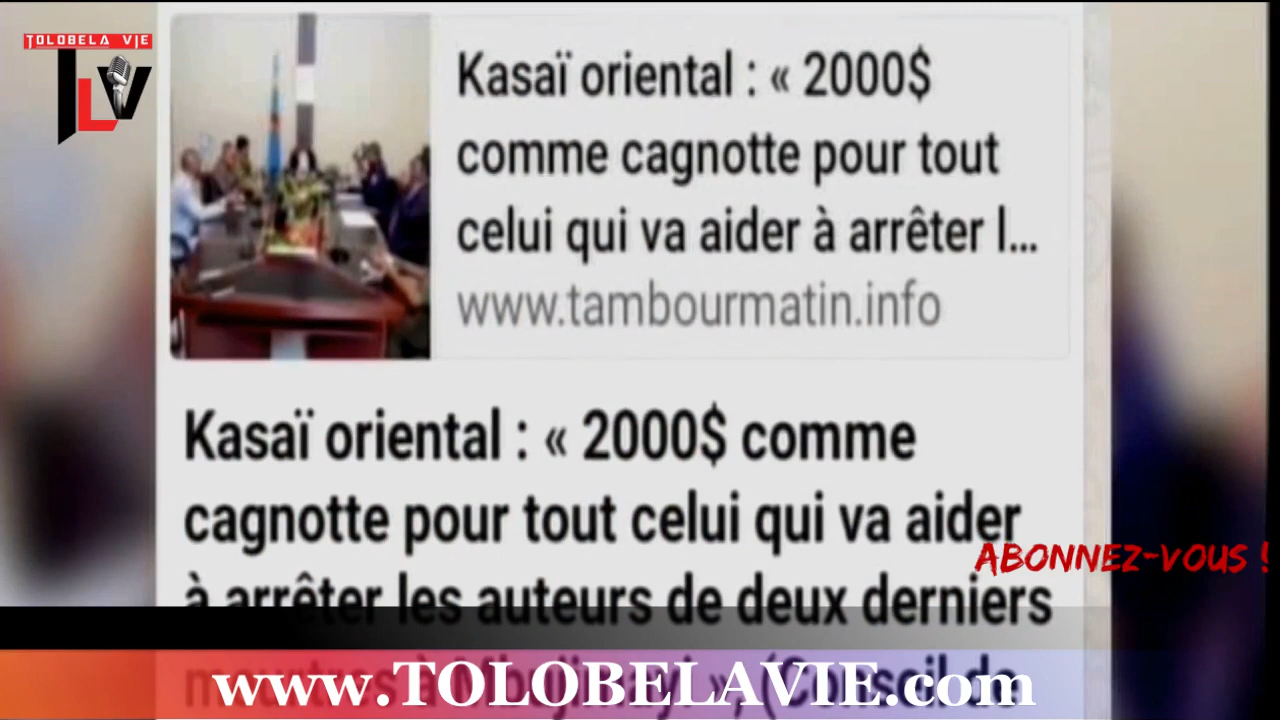 TOLOBELA VIE
TLV
Kasaï oriental : « 2000$
comme cagnotte pour tout
celui qui va aider à arrêter l...
www.tambourmatin.info
Kasaï oriental : « 2000$ comme
cagnotte pour tout celui qui va aider
à arrêter les auteurs de deux derniers
ABONNEZ-VOUS !
www.TOLOBELAVIE.com